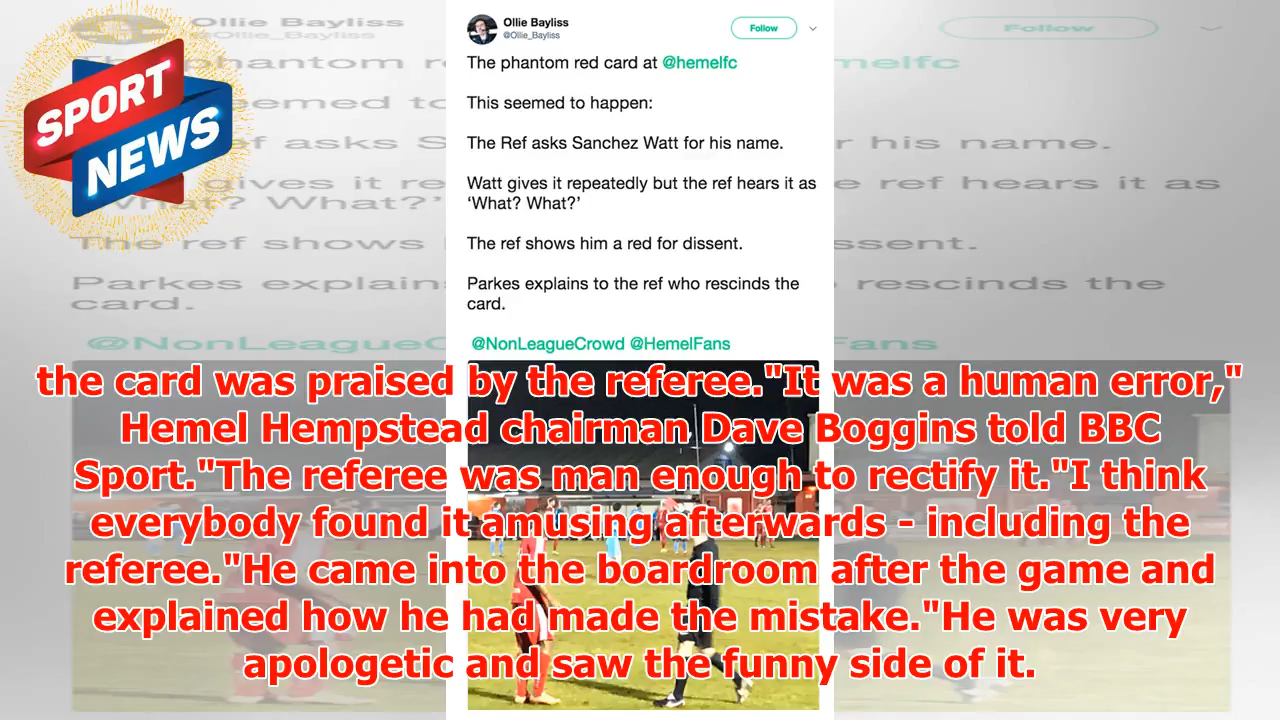 SPORT
NEWS
Ollie Bayliss
@Ollie_Bayliss
Follow
The phantom red card at @hemelfc
This seemed to happen:
The Ref asks Sanchez Watt for his name.
Watt gives it repeatedly but the ref hears it as
‘What? What?’
The ref shows him a red for dissent.
Parkes explains to the ref who rescinds the
card.
@NonLeagueCrowd @HemelFans
the card was praised by the referee."It was a human error,"
Hemel Hempstead chairman Dave Boggins told BBC
Sport."The referee was man enough to rectify it."I think
everybody found it amusing afterwards - including the
referee."He came into the boardroom after the game and
explained how he had made the mistake."He was very
apologetic and saw the funny side of it.